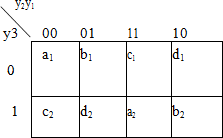 y₂y₁
y3 00 01 11 10
0 a₁ b₁ c₁ d₁
1 c₂ d₂ a₂ b₂